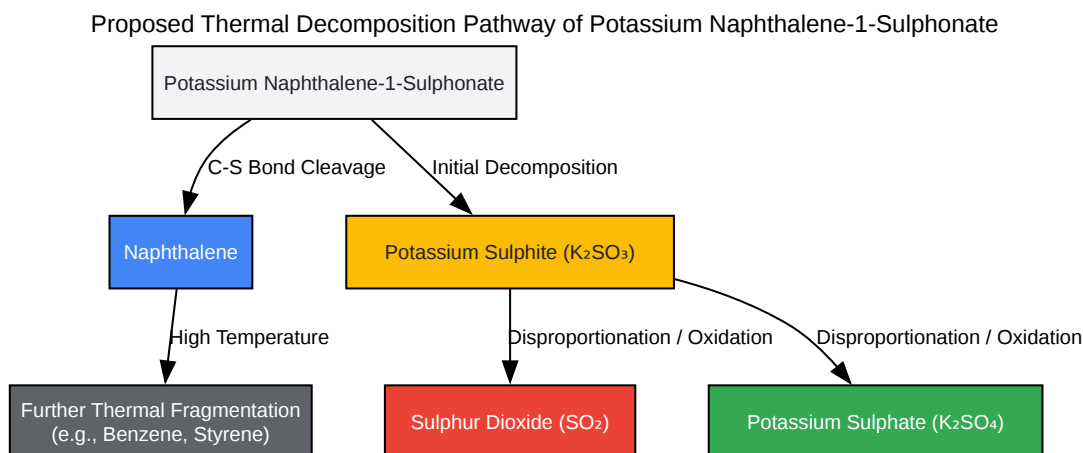 Proposed Thermal Decomposition Pathway of Potassium Naphthalene-1-Sulphonate
Potassium Naphthalene-1-Sulphonate
C-S Bond Cleavage
Initial Decomposition
Naphthalene
Potassium Sulphite (K₂SO₃)
High Temperature
Disproportionation / Oxidation
Disproportionation / Oxidation
Further Thermal Fragmentation
(e.g., Benzene, Styrene)
Sulphur Dioxide (SO₂)
Potassium Sulphate (K₂SO₄)